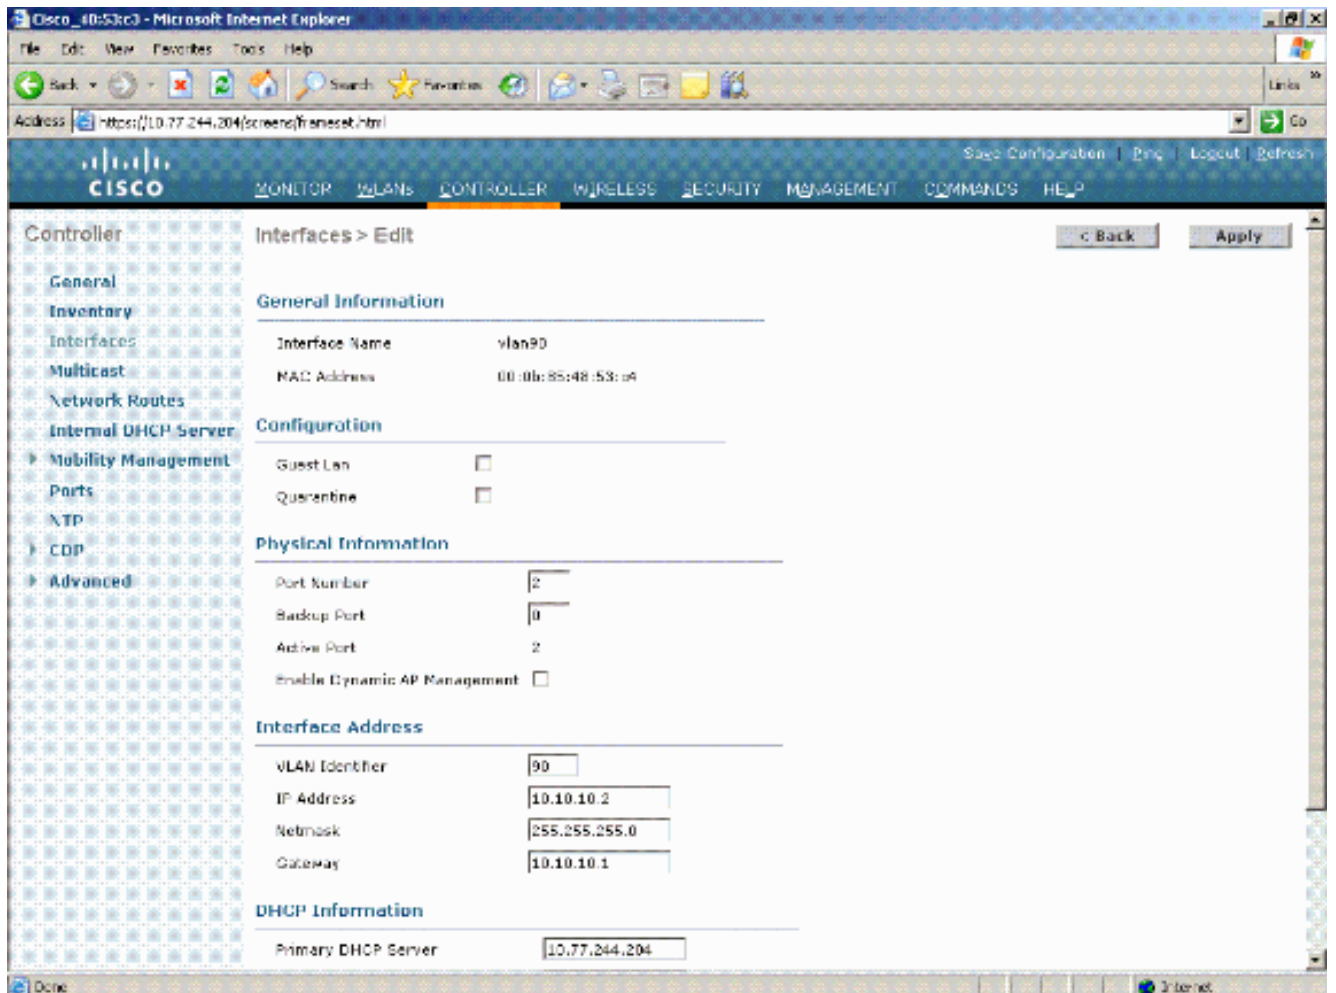 Cisco_40:53:c3 - Microsoft Internet Explorer
File Edit View Favorites Tools Help
Back Search Favorites Links
Address https://10.77.244.204/screens/frameset.html Go
Save Configuration | Ping | Logout | Refresh
CISCO MONITOR WLANs CONTROLLER WIRELESS SECURITY MANAGEMENT COMMANDS HELP
Controller
General
Inventory
Interfaces
Multicast
Network Routes
Internal DHCP Server
Mobility Management
Ports
NTP
CDP
Advanced
Interfaces > Edit
< Back Apply
General Information
Interface Name vlan90
MAC Address
Configuration
Guest Lan
Quarantine
Physical Information
Port Number 2
Backup Port 0
Active Port 2
Enable Dynamic AP Management
Interface Address
VLAN Identifier 90
IP Address 10.10.10.2
Netmask 255.255.255.0
Gateway 10.10.10.1
DHCP Information
Primary DHCP Server 10.77.244.204
Done Internet